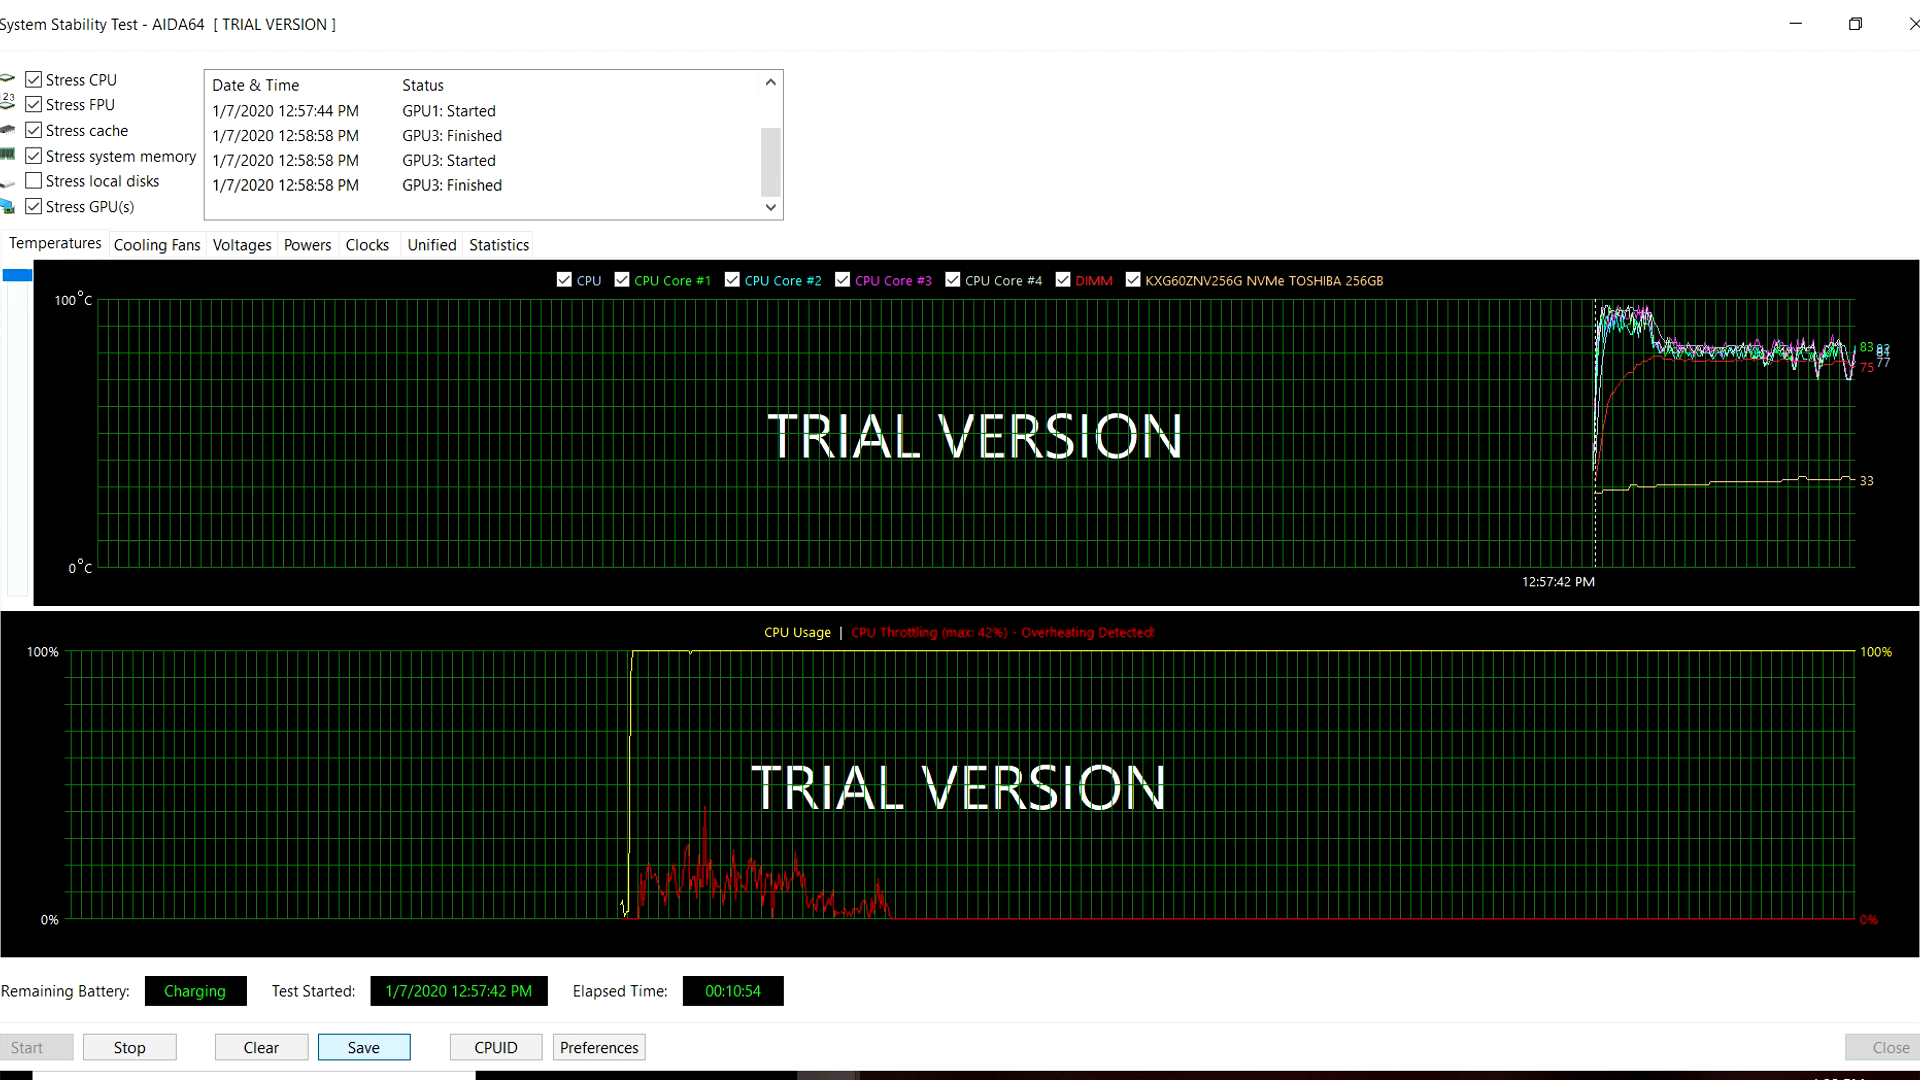 System Stability Test - AIDA64 [ TRIAL VERSION ]
Stress CPU
123
Stress FPU
Stress cache
Stress system memory
Stress local disks
Stress GPU(s)
Date & Time Status
1/7/2020 12:57:44 PM GPU1: Started
1/7/2020 12:58:58 PM GPU3: Finished
1/7/2020 12:58:58 PM GPU3: Started
1/7/2020 12:58:58 PM GPU3: Finished
Temperatures Cooling Fans Voltages Powers Clocks Unified Statistics
CPU CPU Core #1 CPU Core #2 CPU Core #3 CPU Core #4 DIMM KXG60ZNV256G NVMe TOSHIBA 256GB
100°C
83
77
75
TRIAL VERSION
33
0°C
12:57:42 PM
CPU Usage | CPU Throttling (max: 42%) - Overheating Detected!
100% 100%
TRIAL VERSION
0% 0%
Remaining Battery: Charging Test Started: 1/7/2020 12:57:42 PM Elapsed Time: 00:10:54
Start Stop Clear Save CPUID Preferences Close